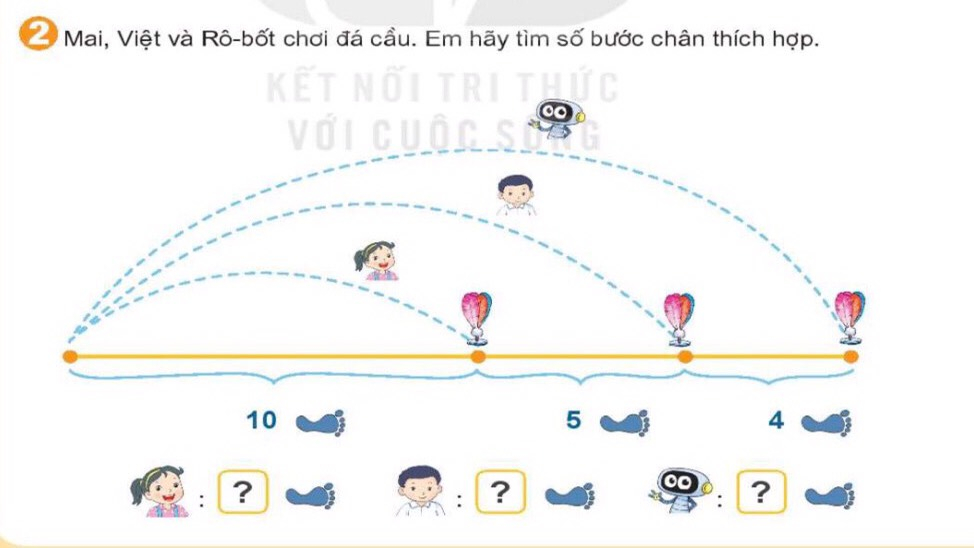 2 Mai, Việt và Rô-bốt chơi đá cầu. Em hãy tìm số bước chân thích hợp.
KẾT NỐI TRI THỨC
VỚI CUỘC SỐNG
10 5 4
: ? : ? : ?